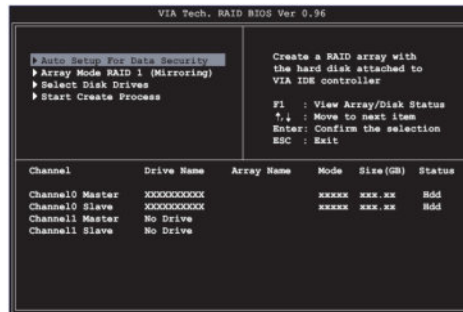 VIA Tech. RAID BIOS Ver 0.96
Auto Setup For Data Security
Array Mode RAID 1 (Mirroring)
Select Disk Drives
Start Create Process
Create a RAID array with
the hard disk attached to
VIA IDE controller
F1 : View Array/Disk Status
↑,↓ : Move to next item
Enter: Confirm the selection
ESC : Exit
Channel Drive Name Array Name Mode Size(GB) Status
Channel0 Master XXXXXXXXXX xxxxx xxx.xx Hdd
Channel0 Slave XXXXXXXXXX xxxxx xxx.xx Hdd
Channel1 Master No Drive
Channel1 Slave No Drive